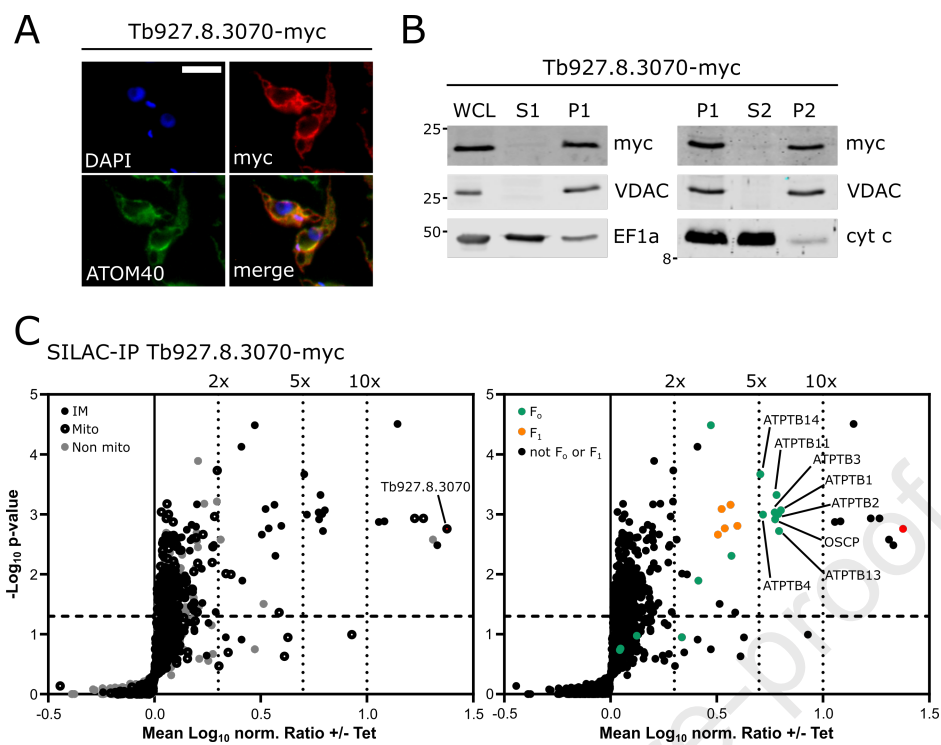 A
Tb927.8.3070-myc
DAPI
myc
ATOM40
merge
B
Tb927.8.3070-myc
WCL S1 P1
P1 S2 P2
25
myc
myc
25
VDAC
VDAC
50
EF1a
8
cyt c
C
SILAC-IP Tb927.8.3070-myc
2x 5x 10x
IM
Mito
Non mito
Tb927.8.3070
5
4
3
2
1
0
-0.5 0.0 0.5 1.0 1.5
-Log10 p-value
Mean Log10 norm. Ratio +/- Tet
2x 5x 10x
Fo
F1
not Fo or F1
ATPTB14
ATPTB11
ATPTB3
ATPTB1
ATPTB2
OSCP
ATPTB13
ATPTB4
5
4
3
2
1
0
-0.5 0.0 0.5 1.0 1.5
Mean Log10 norm. Ratio +/- Tet
e-proof